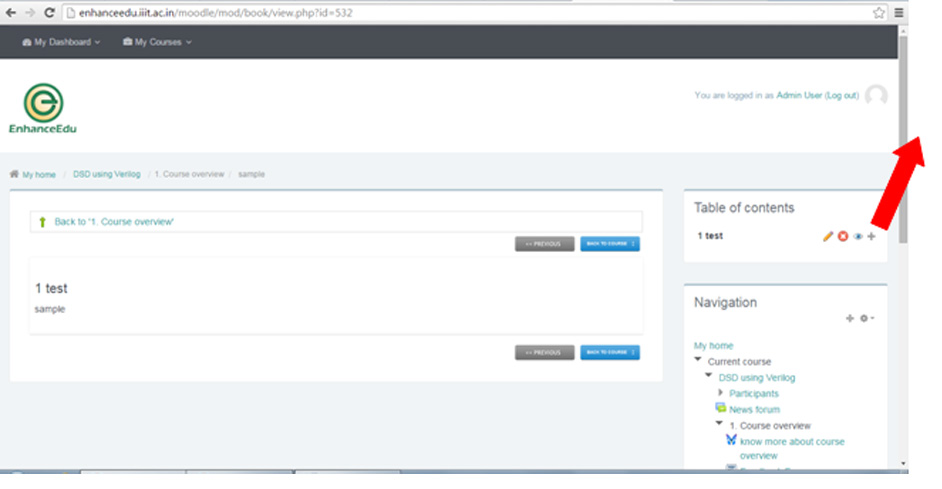 enhanceedu.iiit.ac.in/moodle/mod/book/view.php?id=532
My Dashboard
My Courses
EnhanceEdu
You are logged in as Admin User (Log out)
My home / DSD using Verilog / 1. Course overview / sample
Back to '1. Course overview'
<< PREVIOUS
BACK TO COURSE
1 test
sample
<< PREVIOUS
BACK TO COURSE
Table of contents
1 test
Navigation
My home
Current course
DSD using Verilog
Participants
News forum
1. Course overview
know more about course
overview